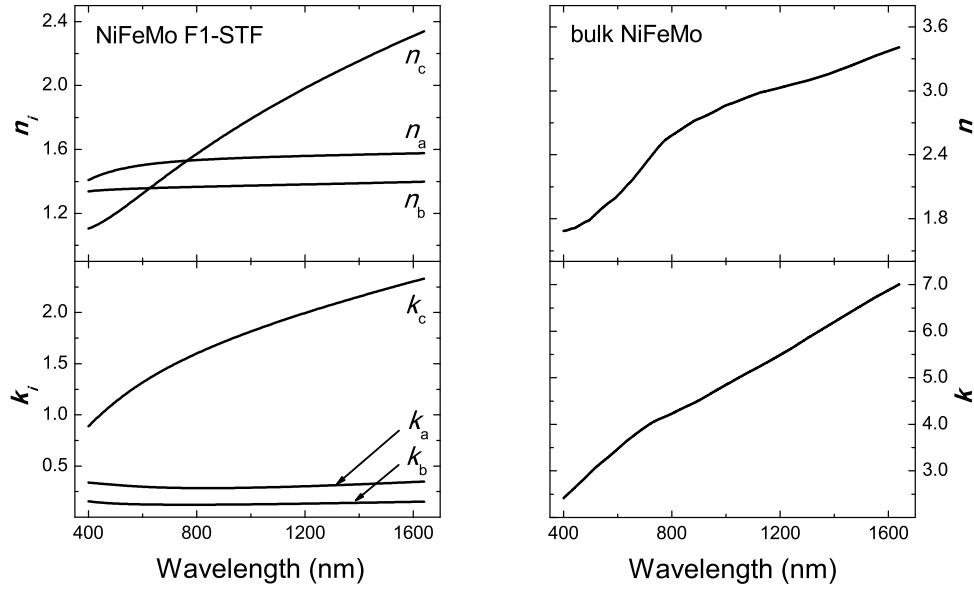 NiFeMo F1-STF
n_i
2.4
2.0
1.6
1.2
n_c
n_a
n_b
k_i
2.0
1.5
1.0
0.5
k_c
k_a
k_b
400 800 1200 1600
Wavelength (nm)
bulk NiFeMo
3.6
3.0
2.4
1.8
n
7.0
6.0
5.0
4.0
3.0
k
400 800 1200 1600
Wavelength (nm)